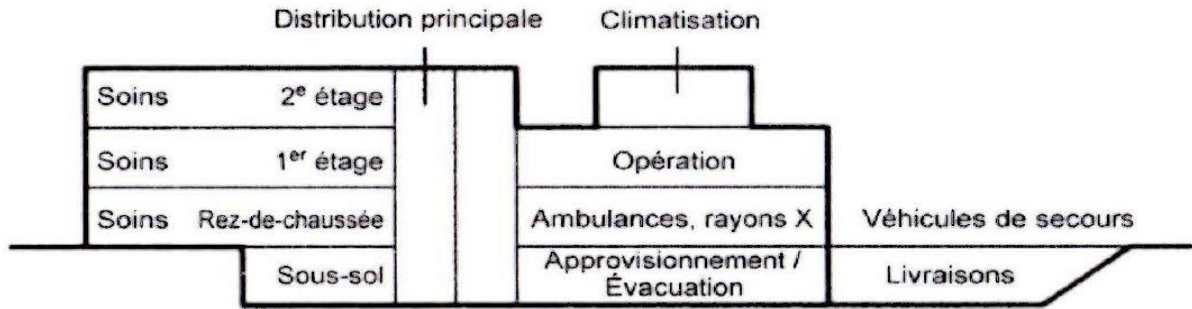 Distribution principale Climatisation
Soins 2e étage
Soins 1er étage Opération
Soins Rez-de-chaussée Ambulances, rayons X Véhicules de secours
Sous-sol Approvisionnement / Évacuation Livraisons